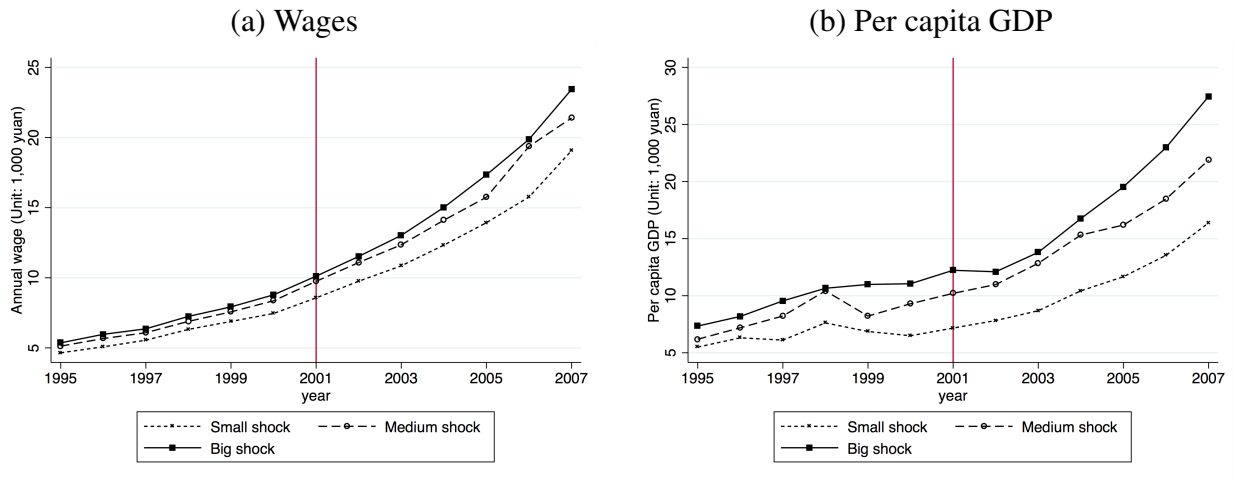 (a) Wages
Annual wage (Unit: 1,000 yuan)
25
20
15
10
5
1995 1997 1999 2001 2003 2005 2007
year
Small shock Medium shock
Big shock
(b) Per capita GDP
Per capita GDP (Unit: 1,000 yuan)
30
25
20
15
10
5
1995 1997 1999 2001 2003 2005 2007
year
Small shock Medium shock
Big shock